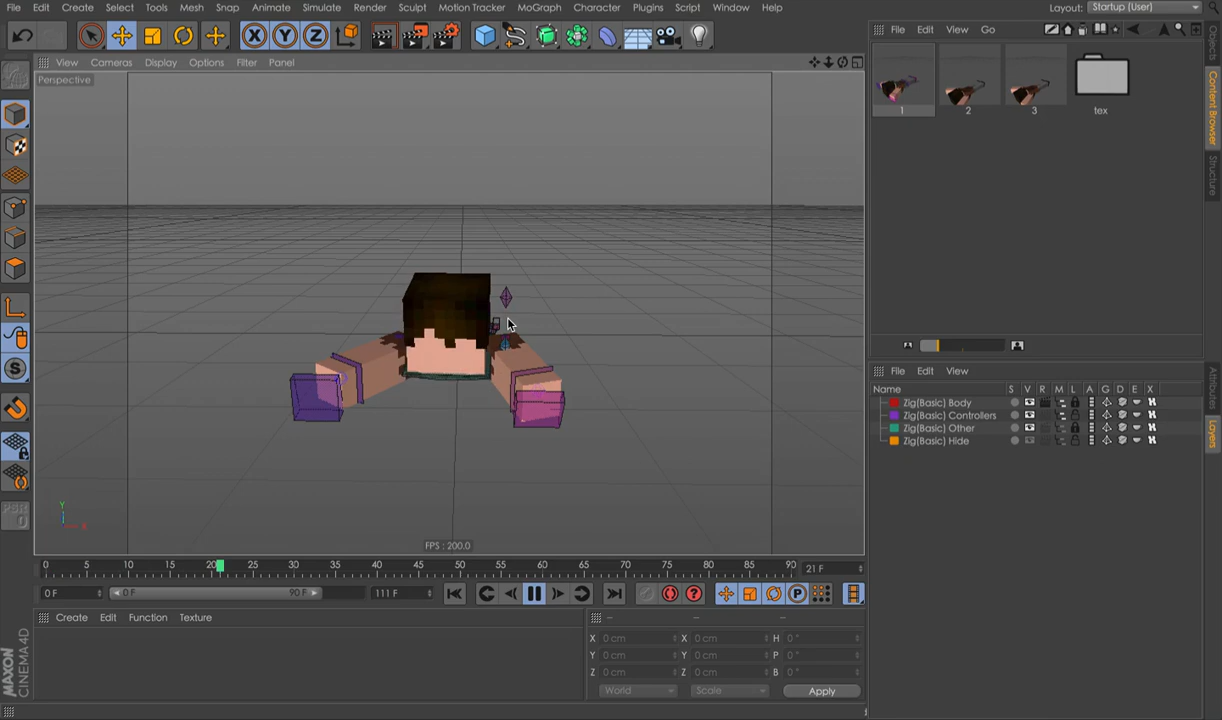 File Edit Create Select Tools Mesh Snap Animate Simulate Render Sculpt Motion Tracker MoGraph Character Plugins Script Window Help Layout: Startup (User)
View Cameras Display Options Filter Panel
File Edit View Go
Perspective
1 2 3 tex
Objects
Content Browser
Structure
File Edit View
Name S V R M L A G D E X
Zig(Basic) Body
Zig(Basic) Controllers
Zig(Basic) Other
Zig(Basic) Hide
Attributes
Layers
Y
X
FPS : 200.0
PSR
0
0 5 10 15 20 25 30 35 40 45 50 55 60 65 70 75 80 85 90 21 F
0 F 0 F 90 F 111 F
Create Edit Function Texture
-- -- --
X 0 cm X 0 cm H 0 °
Y 0 cm Y 0 cm P 0 °
Z 0 cm Z 0 cm B 0 °
World Scale Apply
MAXON
CINEMA4D